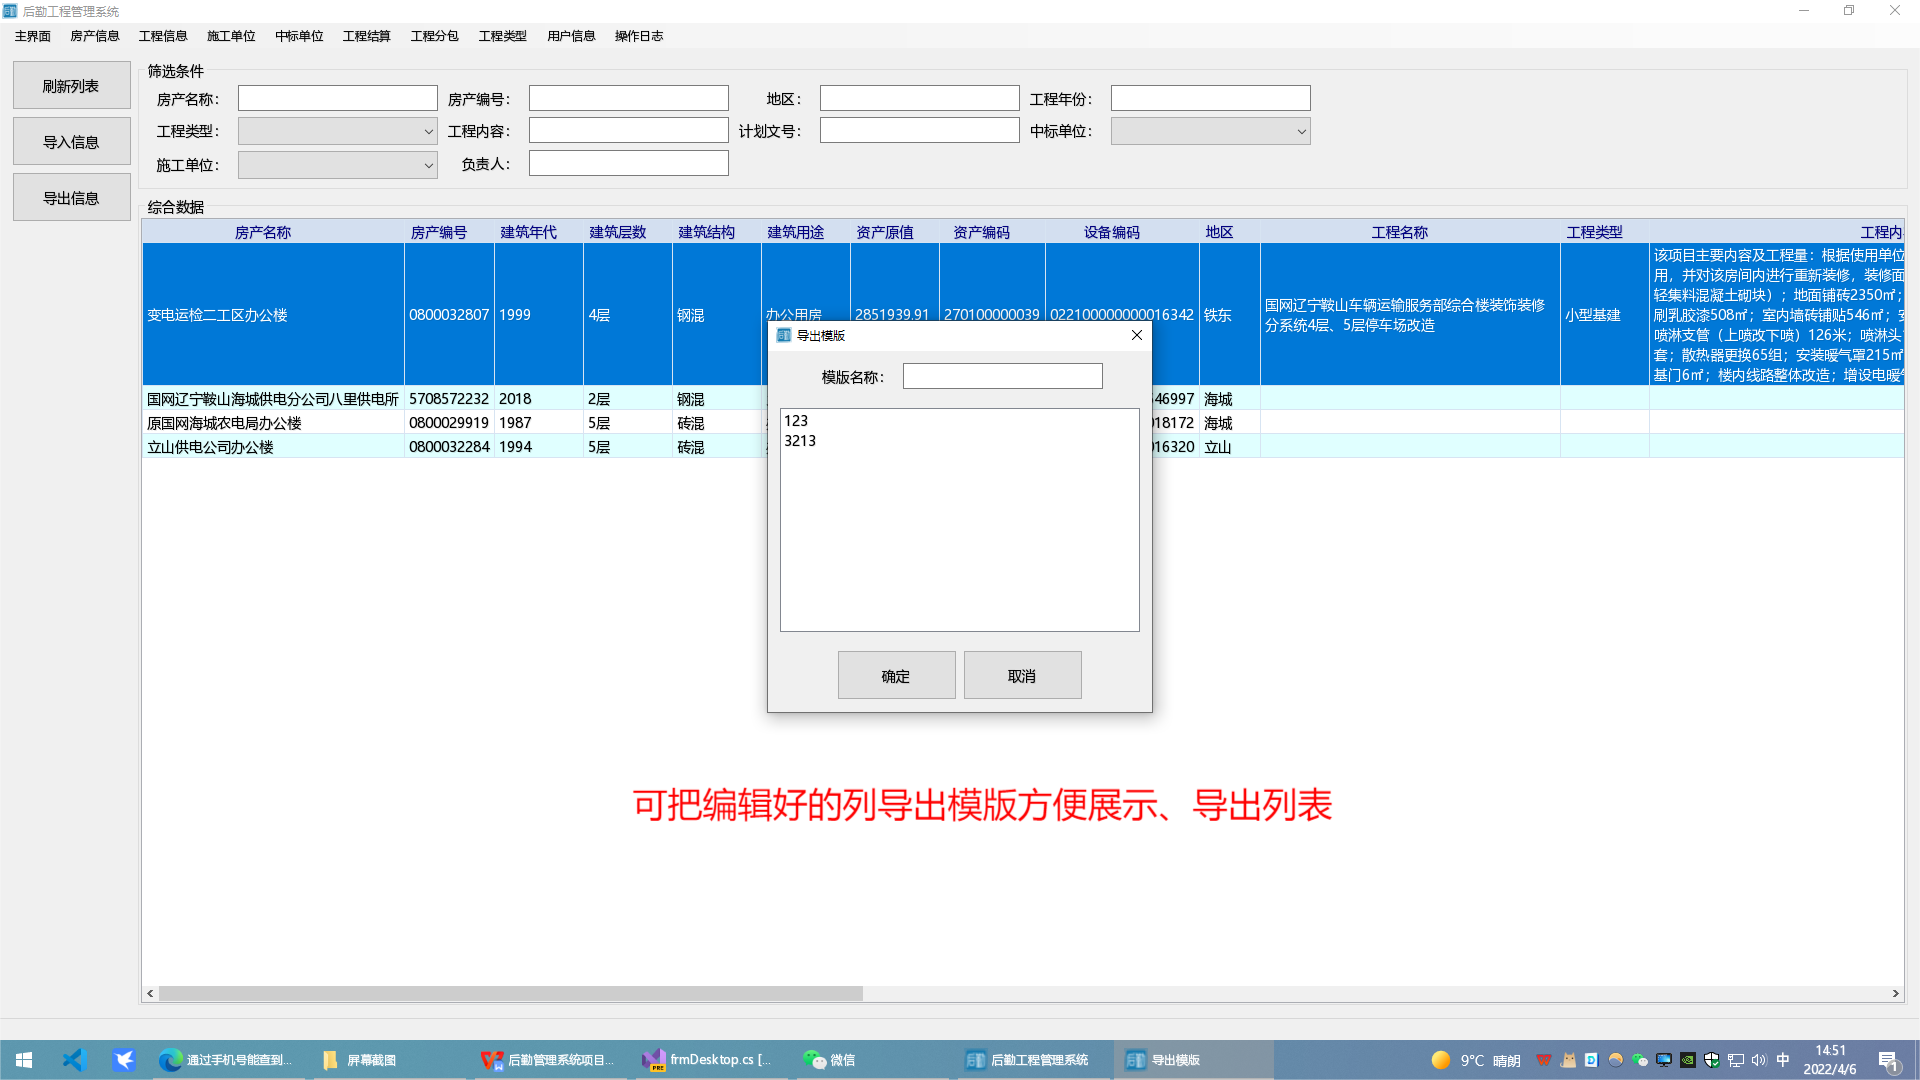 后勤工程管理系统
主界面 房产信息 工程信息 施工单位 中标单位 工程结算 工程分包 工程类型 用户信息 操作日志
刷新列表
导入信息
导出信息
筛选条件
房产名称： 房产编号： 地区： 工程年份：
工程类型： 工程内容： 计划文号： 中标单位：
施工单位： 负责人：
综合数据
房产名称 房产编号 建筑年代 建筑层数 建筑结构 建筑用途 资产原值 资产编码 设备编码 地区 工程名称 工程类型 工程内
变电运检二工区办公楼 0800032807 1999 4层 钢混 办公用房 2851939.91 270100000039 022100000000016342 铁东
国网辽宁鞍山车辆运输服务部综合楼装饰装修
分系统4层、5层停车场改造
小型基建
该项目主要内容及工程量：根据使用单位
用，并对该房间内进行重新装修，装修面
轻集料混凝土砌块）；地面铺砖2350㎡；
刷乳胶漆508㎡；室内墙砖铺贴546㎡；安
喷淋支管（上喷改下喷）126米；喷淋头
套；散热器更换65组；安装暖气罩215㎡
基门6㎡；楼内线路整体改造；增设电暖
国网辽宁鞍山海城供电分公司八里供电所 5708572232 2018 2层 钢混 46997 海城
原国网海城农电局办公楼 0800029919 1987 5层 砖混 18172 海城
立山供电公司办公楼 0800032284 1994 5层 砖混 16320 立山
导出模版
模版名称：
123
3213
确定 取消
可把编辑好的列导出模版方便展示、导出列表
通过手机号能查到... 屏幕截图 后勤管理系统项目... frmDesktop.cs [... 微信 后勤工程管理系统 导出模版
9°C 晴朗 中
14:51
2022/4/6
1